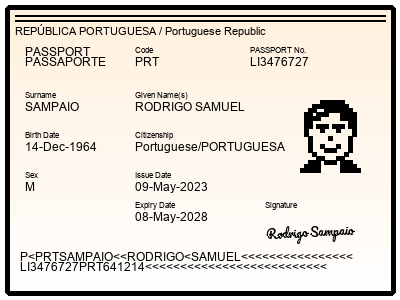 REPÚBLICA PORTUGUESA / Portuguese Republic
PASSPORT
PASSAPORTE
Code
PRT
PASSPORT No.
LI3476727
Surname
SAMPAIO
Given Name(s)
RODRIGO SAMUEL
Birth Date
14-Dec-1964
Citizenship
Portuguese/PORTUGUESA
Sex
M
Issue Date
09-May-2023
Expiry Date
08-May-2028
Signature
Rodrigo Sampaio
P<PRTSAMPAIO<<RODRIGO<SAMUEL<<<<<<<<<<<<<<<<
LI3476727PRT641214<<<<<<<<<<<<<<<<<<<<<<<<<<